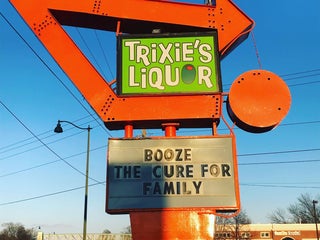 TRiXiE'S
LiQUOR
BOOZE
THE CURE FOR
FAMILY